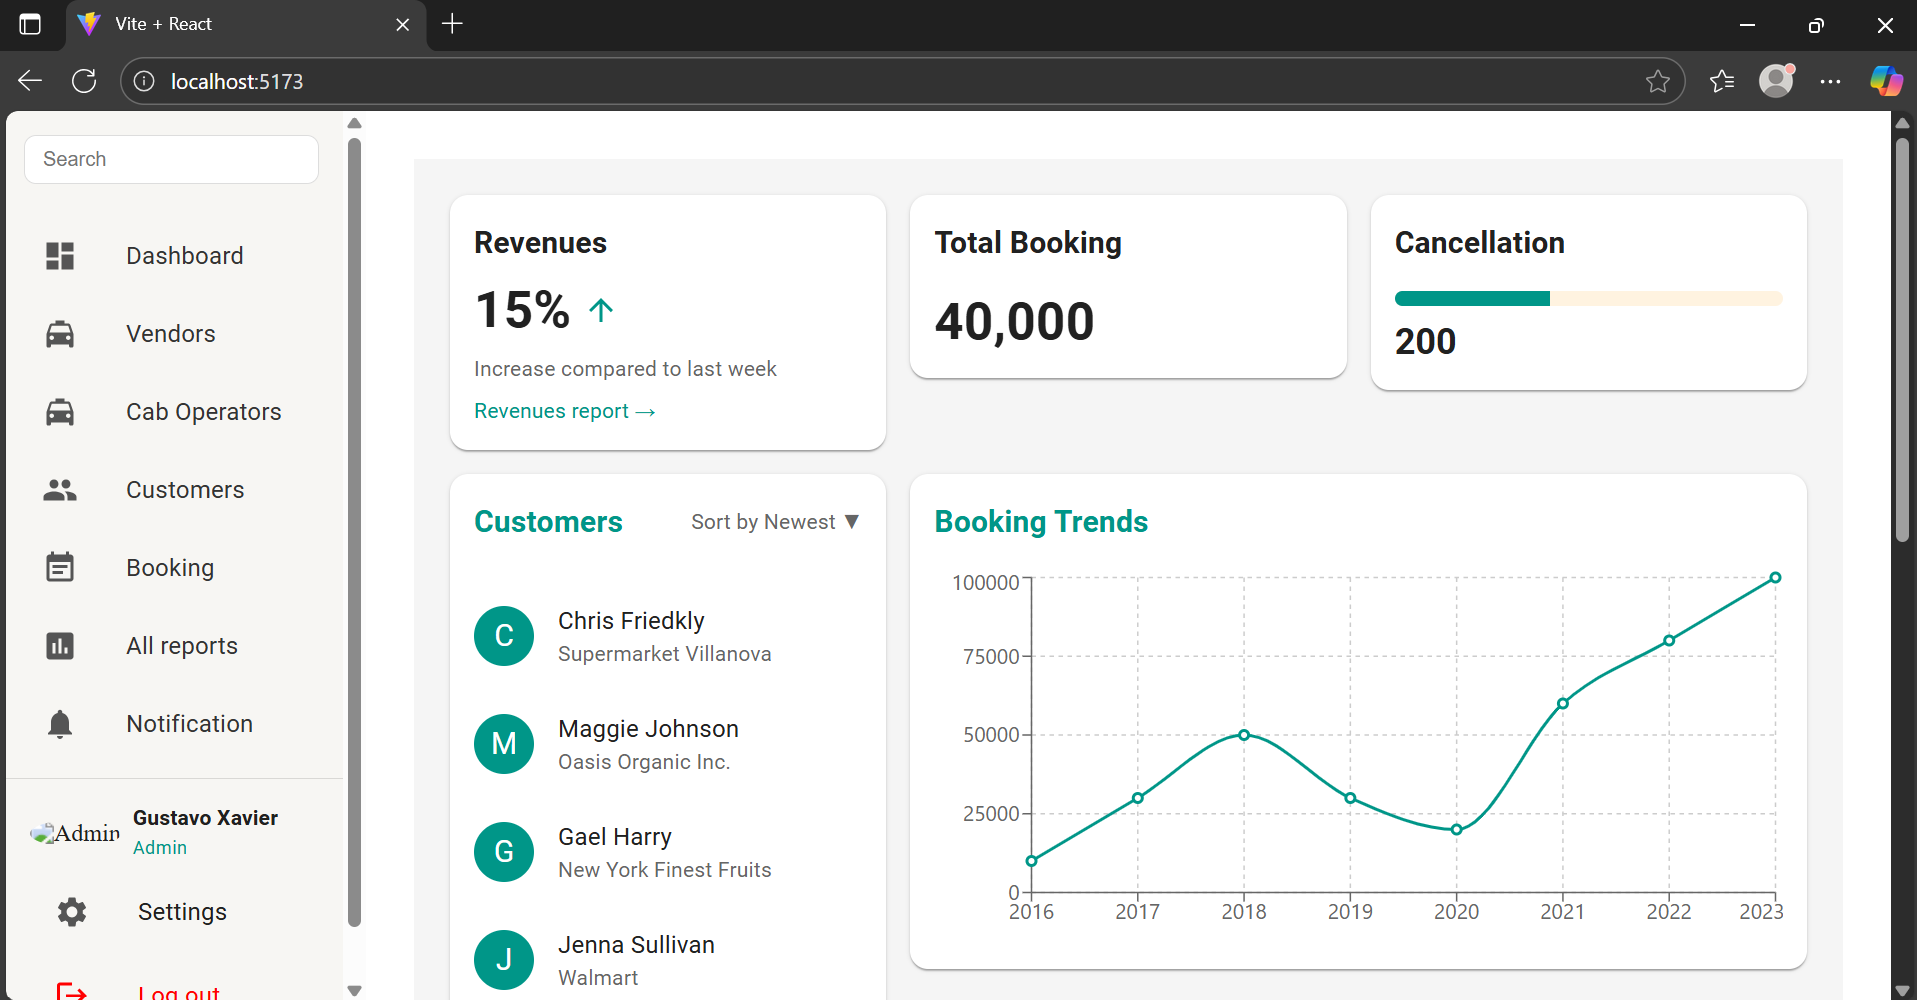 Vite + React
localhost:5173
Search
Dashboard
Vendors
Cab Operators
Customers
Booking
All reports
Notification
Admin
Gustavo Xavier
Admin
Settings
Log out
Revenues
15%
Increase compared to last week
Revenues report →
Total Booking
40,000
Cancellation
200
Customers
Sort by Newest ▼
C
Chris Friedkly
Supermarket Villanova
M
Maggie Johnson
Oasis Organic Inc.
G
Gael Harry
New York Finest Fruits
J
Jenna Sullivan
Walmart
Booking Trends
100000
75000
50000
25000
0
2016 2017 2018 2019 2020 2021 2022 2023